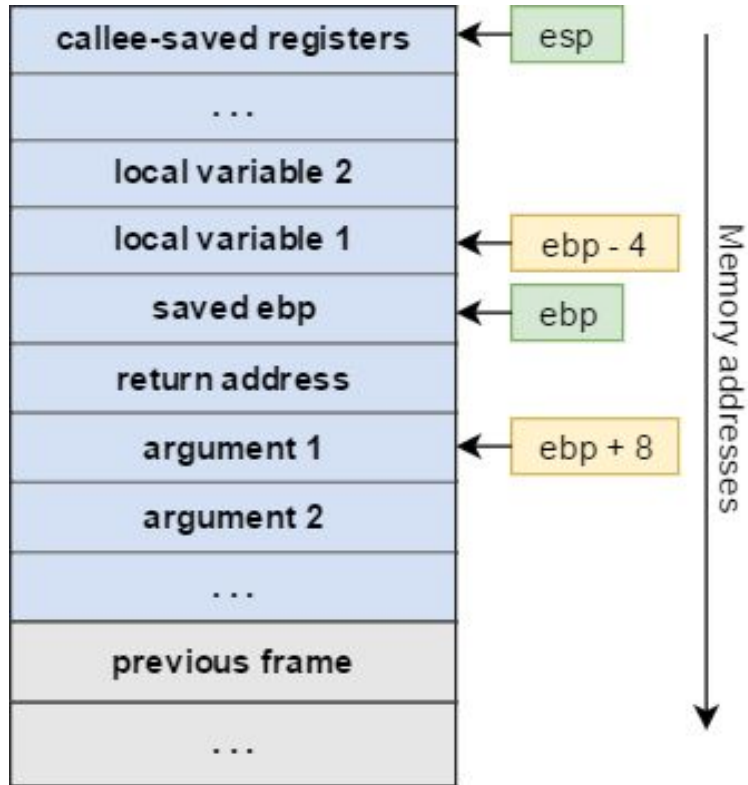 callee-saved registers
esp
. . .
local variable 2
local variable 1
ebp - 4
saved ebp
ebp
return address
argument 1
ebp + 8
argument 2
. . .
previous frame
. . .
Memory addresses